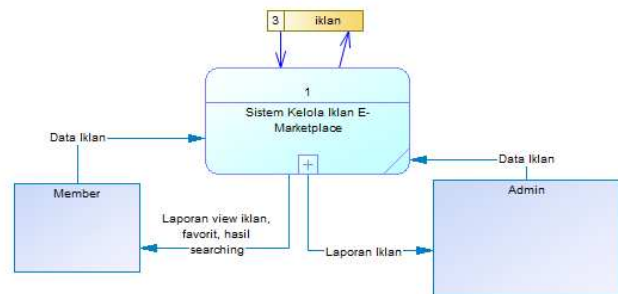 3 iklan
1
Sistem Kelola Iklan E-
Marketplace
Data Iklan
Data Iklan
Member
Admin
Laporan view iklan,
favorit, hasil
searching
Laporan Iklan